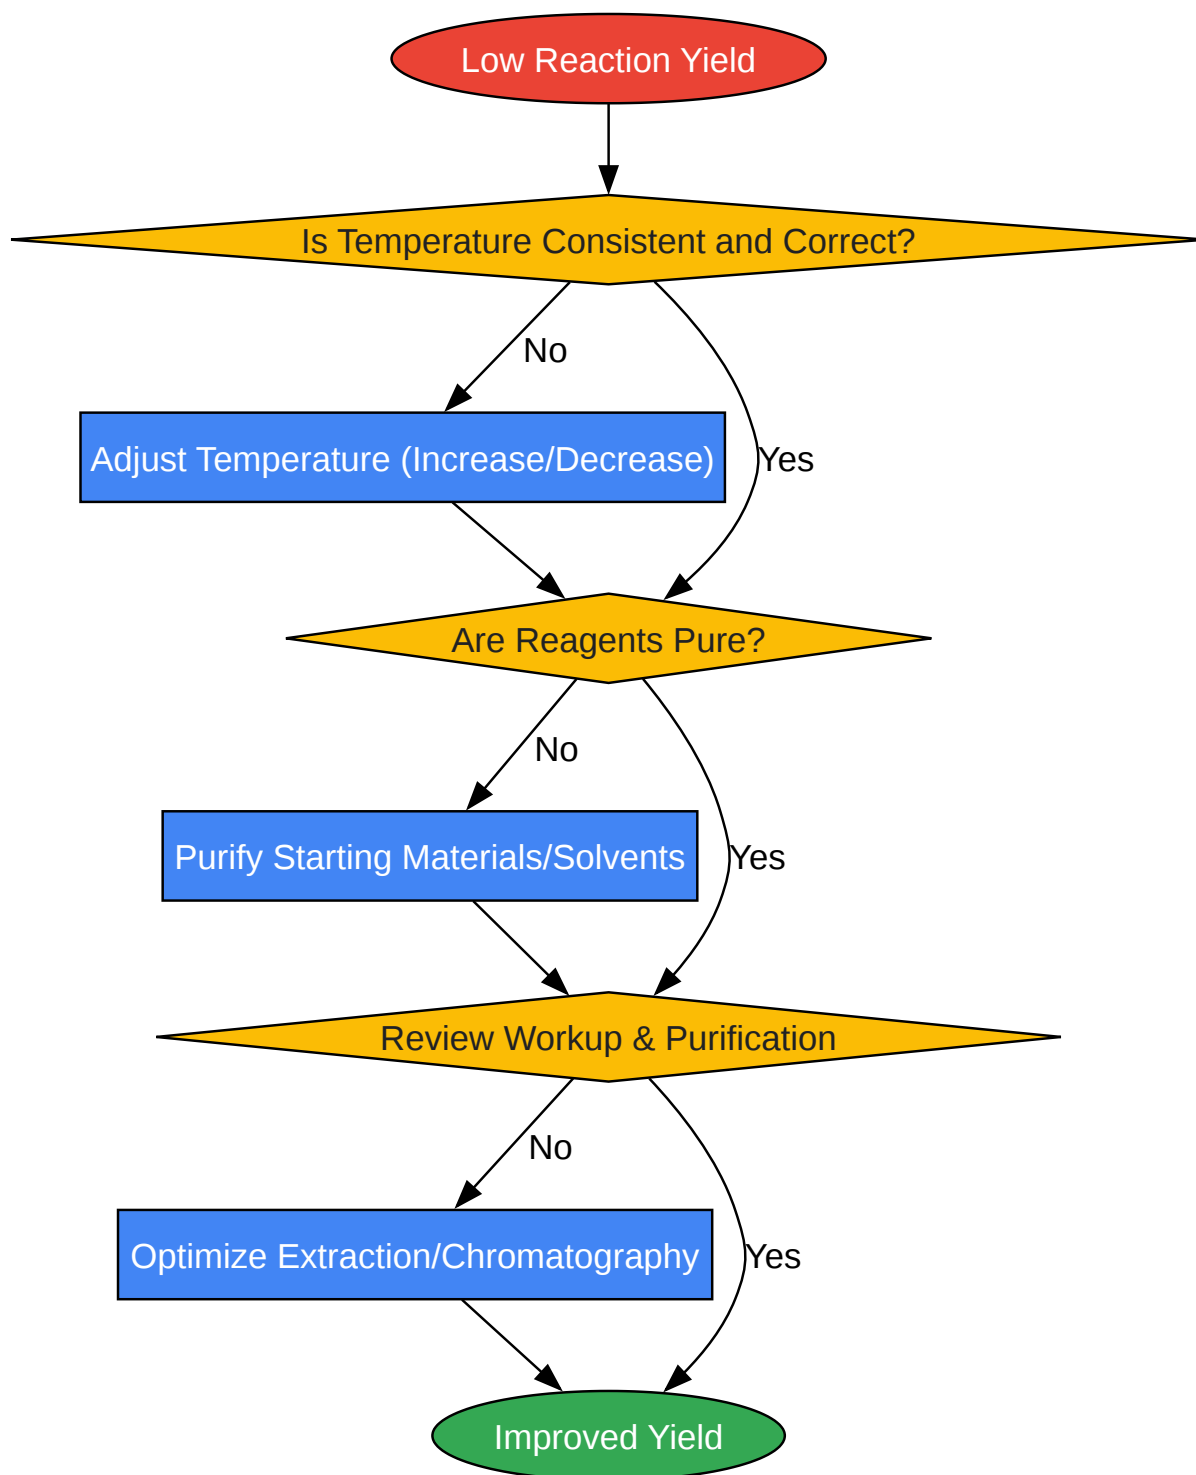 Low Reaction Yield
Is Temperature Consistent and Correct?
No
Adjust Temperature (Increase/Decrease)
Yes
Are Reagents Pure?
No
Purify Starting Materials/Solvents
Yes
Review Workup & Purification
No
Optimize Extraction/Chromatography
Yes
Improved Yield